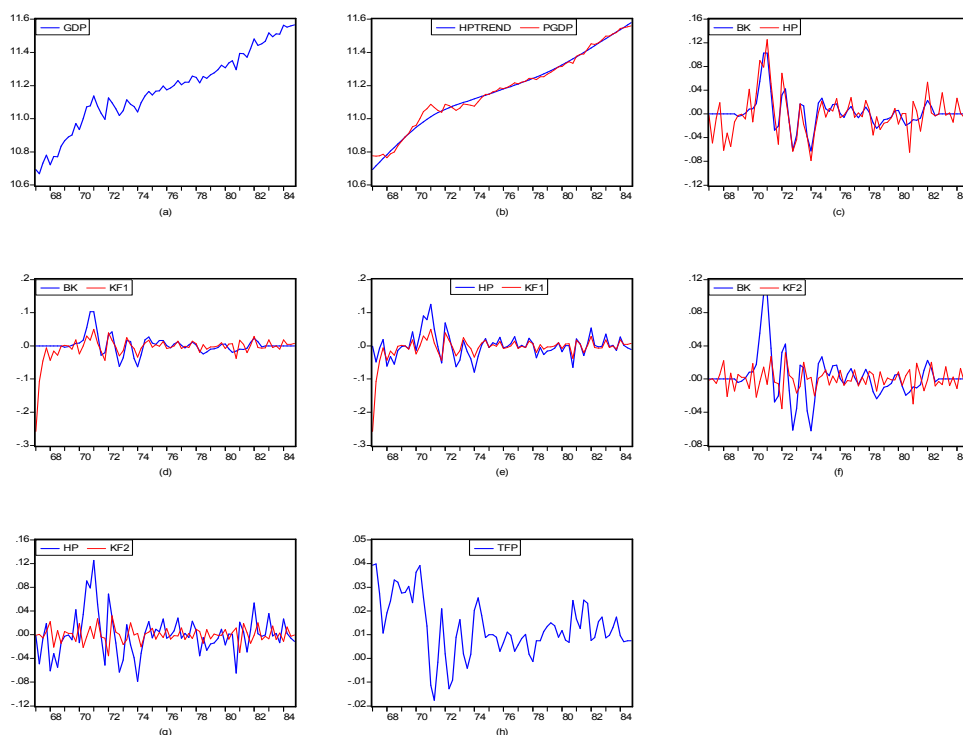 GDP
11.6
11.4
11.2
11.0
10.8
10.6
68 70 72 74 76 78 80 82 84
(a)
HPTREND PGDP
11.6
11.4
11.2
11.0
10.8
10.6
68 70 72 74 76 78 80 82 84
(b)
BK HP
.16
.12
.08
.04
.00
-.04
-.08
-.12
68 70 72 74 76 78 80 82 84
(c)
BK KF1
.2
.1
.0
-.1
-.2
-.3
68 70 72 74 76 78 80 82 84
(d)
HP KF1
.2
.1
.0
-.1
-.2
-.3
68 70 72 74 76 78 80 82 84
(e)
BK KF2
.12
.08
.04
.00
-.04
-.08
68 70 72 74 76 78 80 82
(f)
HP KF2
.16
.12
.08
.04
.00
-.04
-.08
-.12
68 70 72 74 76 78 80 82 84
(g)
TFP
.05
.04
.03
.02
.01
.00
-.01
-.02
68 70 72 74 76 78 80 82 84
(h)